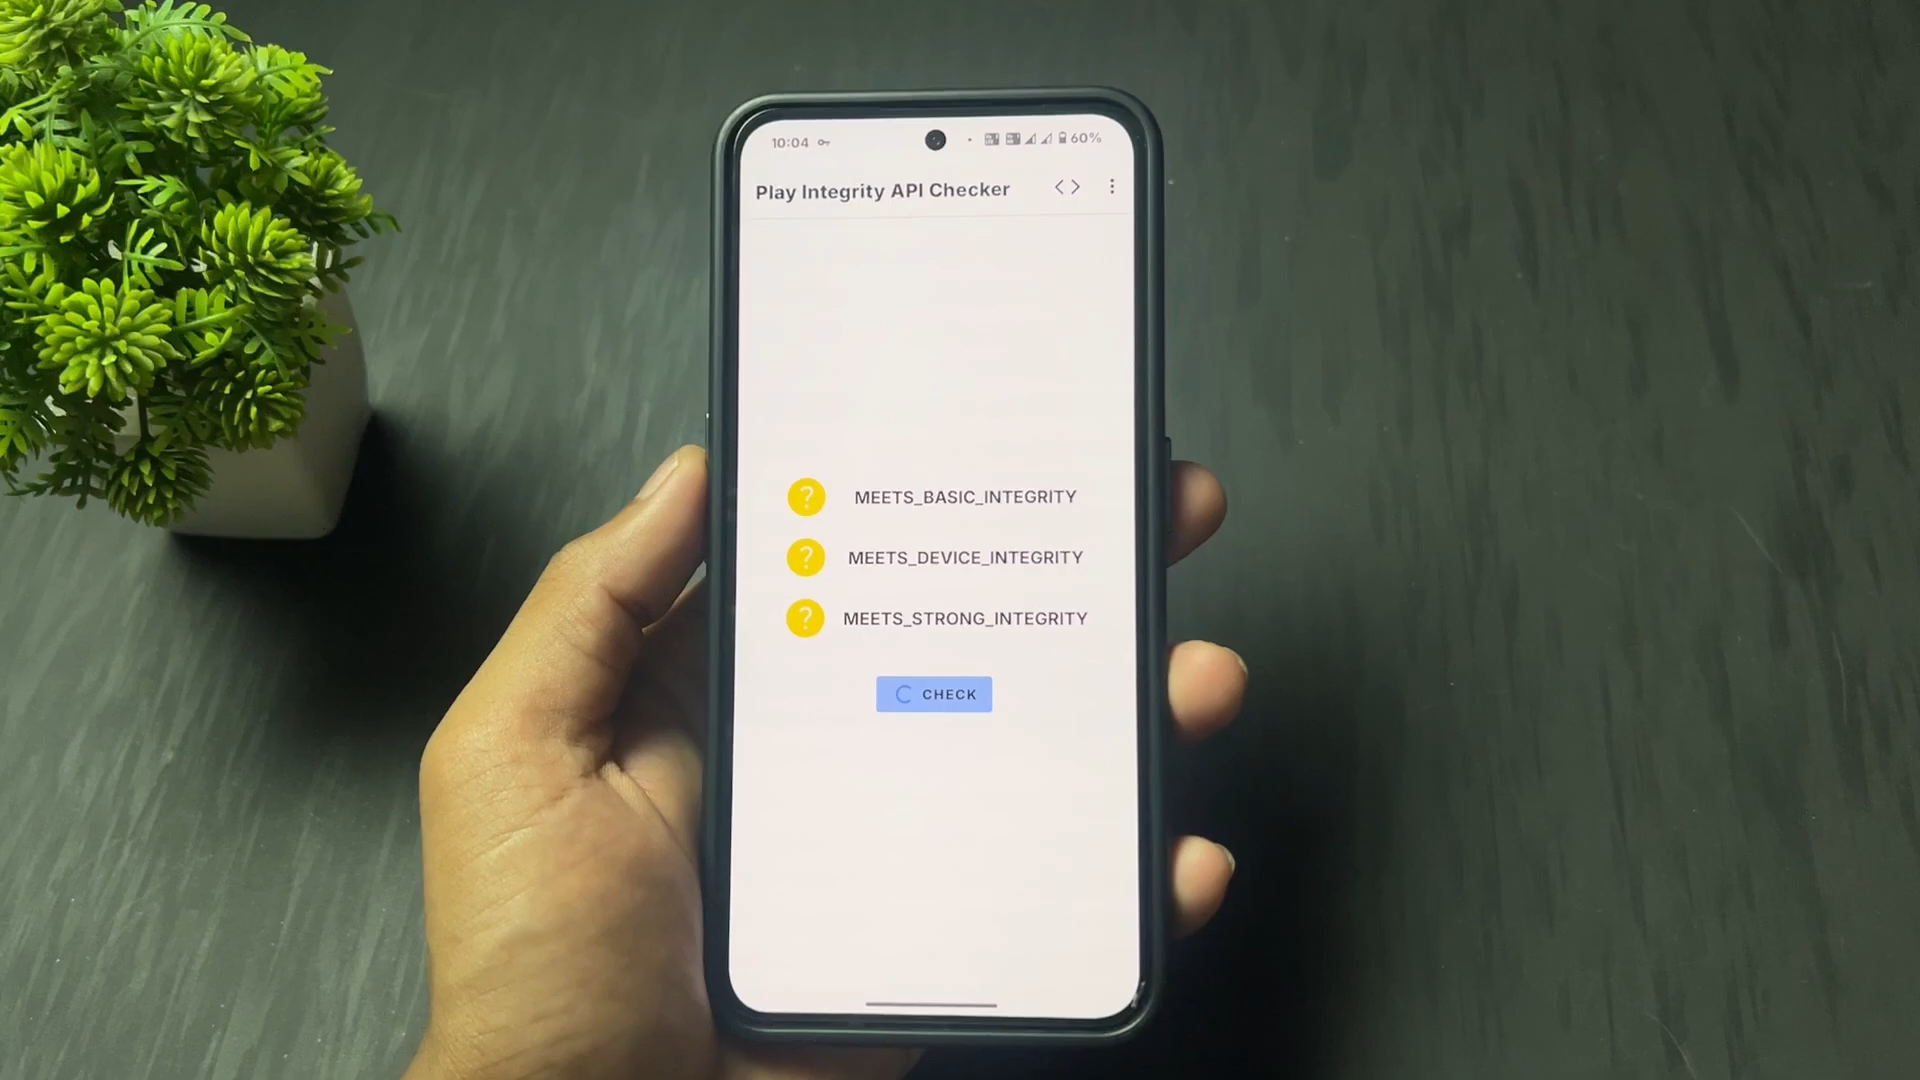 10:04 60%
Play Integrity API Checker
? MEETS_BASIC_INTEGRITY
? MEETS_DEVICE_INTEGRITY
? MEETS_STRONG_INTEGRITY
CHECK